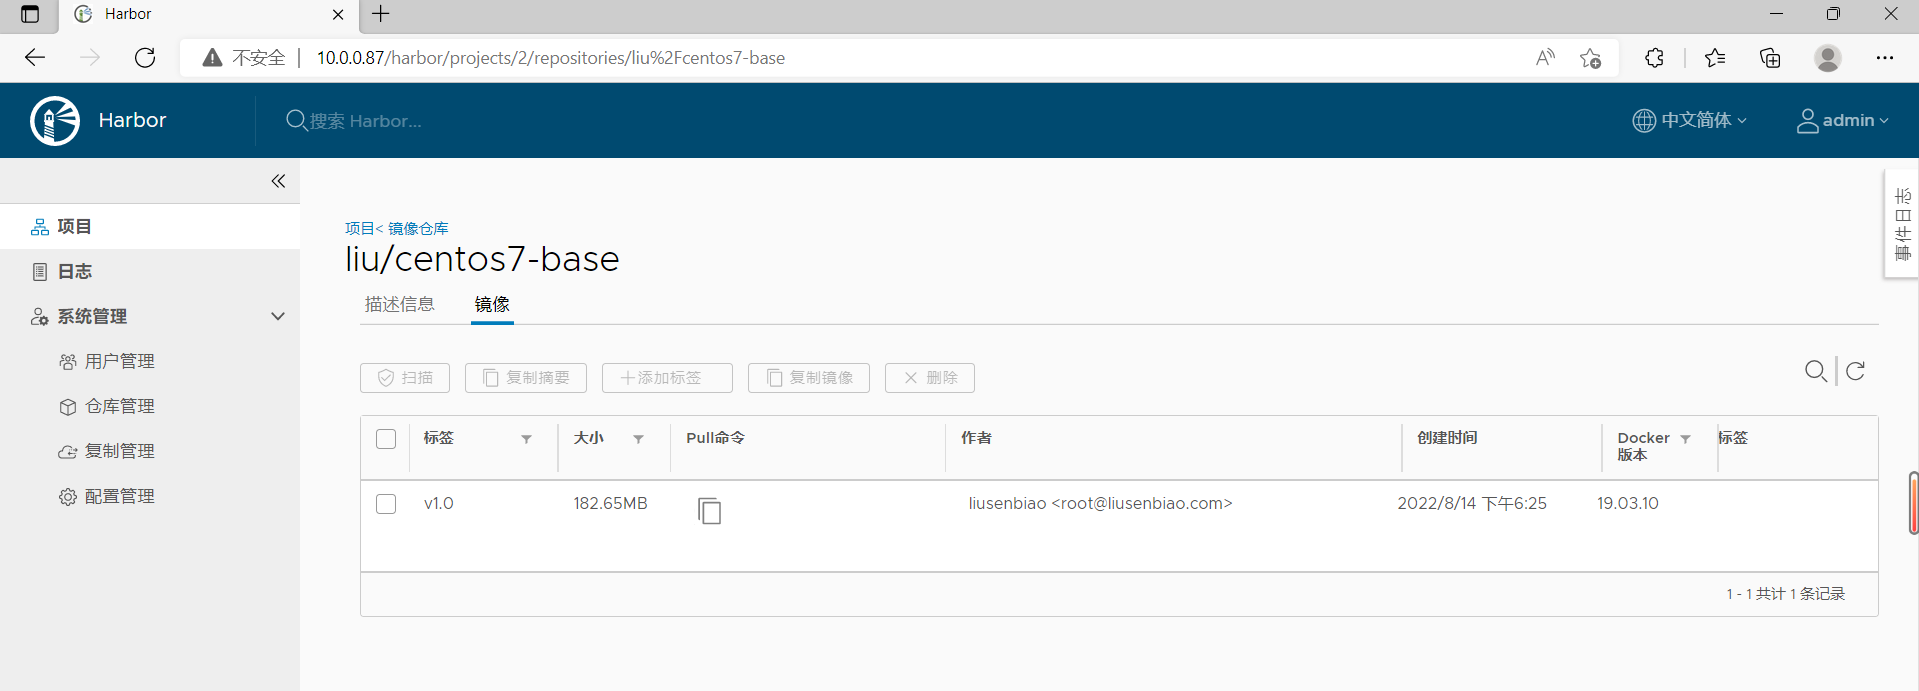 Harbor
不安全 10.0.0.87/harbor/projects/2/repositories/liu%2Fcentos7-base
Harbor
搜索 Harbor...
中文简体
admin
事件日志
项目
日志
系统管理
用户管理
仓库管理
复制管理
配置管理
项目< 镜像仓库
liu/centos7-base
描述信息 镜像
扫描 复制摘要 +添加标签 复制镜像 × 删除
标签 大小 Pull命令 作者 创建时间 Docker 版本 标签
v1.0 182.65MB liusenbiao <root@liusenbiao.com> 2022/8/14 下午6:25 19.03.10
1 - 1 共计 1 条记录